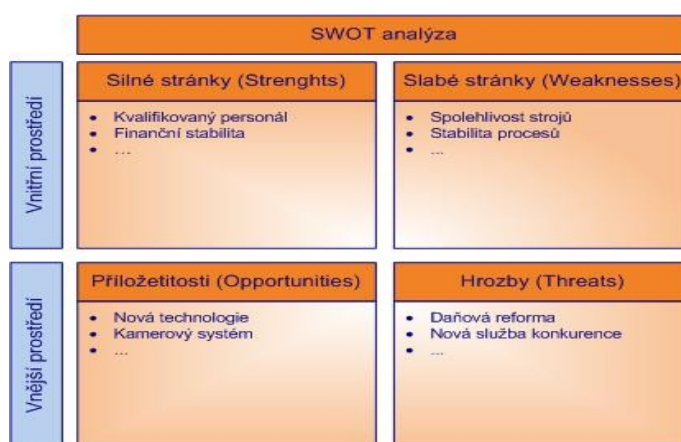 SWOT analýza
Vnitřní prostředí
Silné stránky (Strenghts)
• Kvalifikovaný personál
• Finanční stabilita
• ...
Slabé stránky (Weaknesses)
• Spolehlivost strojů
• Stabilita procesů
• ...
Vnější prostředí
Příložetitosti (Opportunities)
• Nová technologie
• Kamerový systém
• ...
Hrozby (Threats)
• Daňová reforma
• Nová služba konkurence
• ...